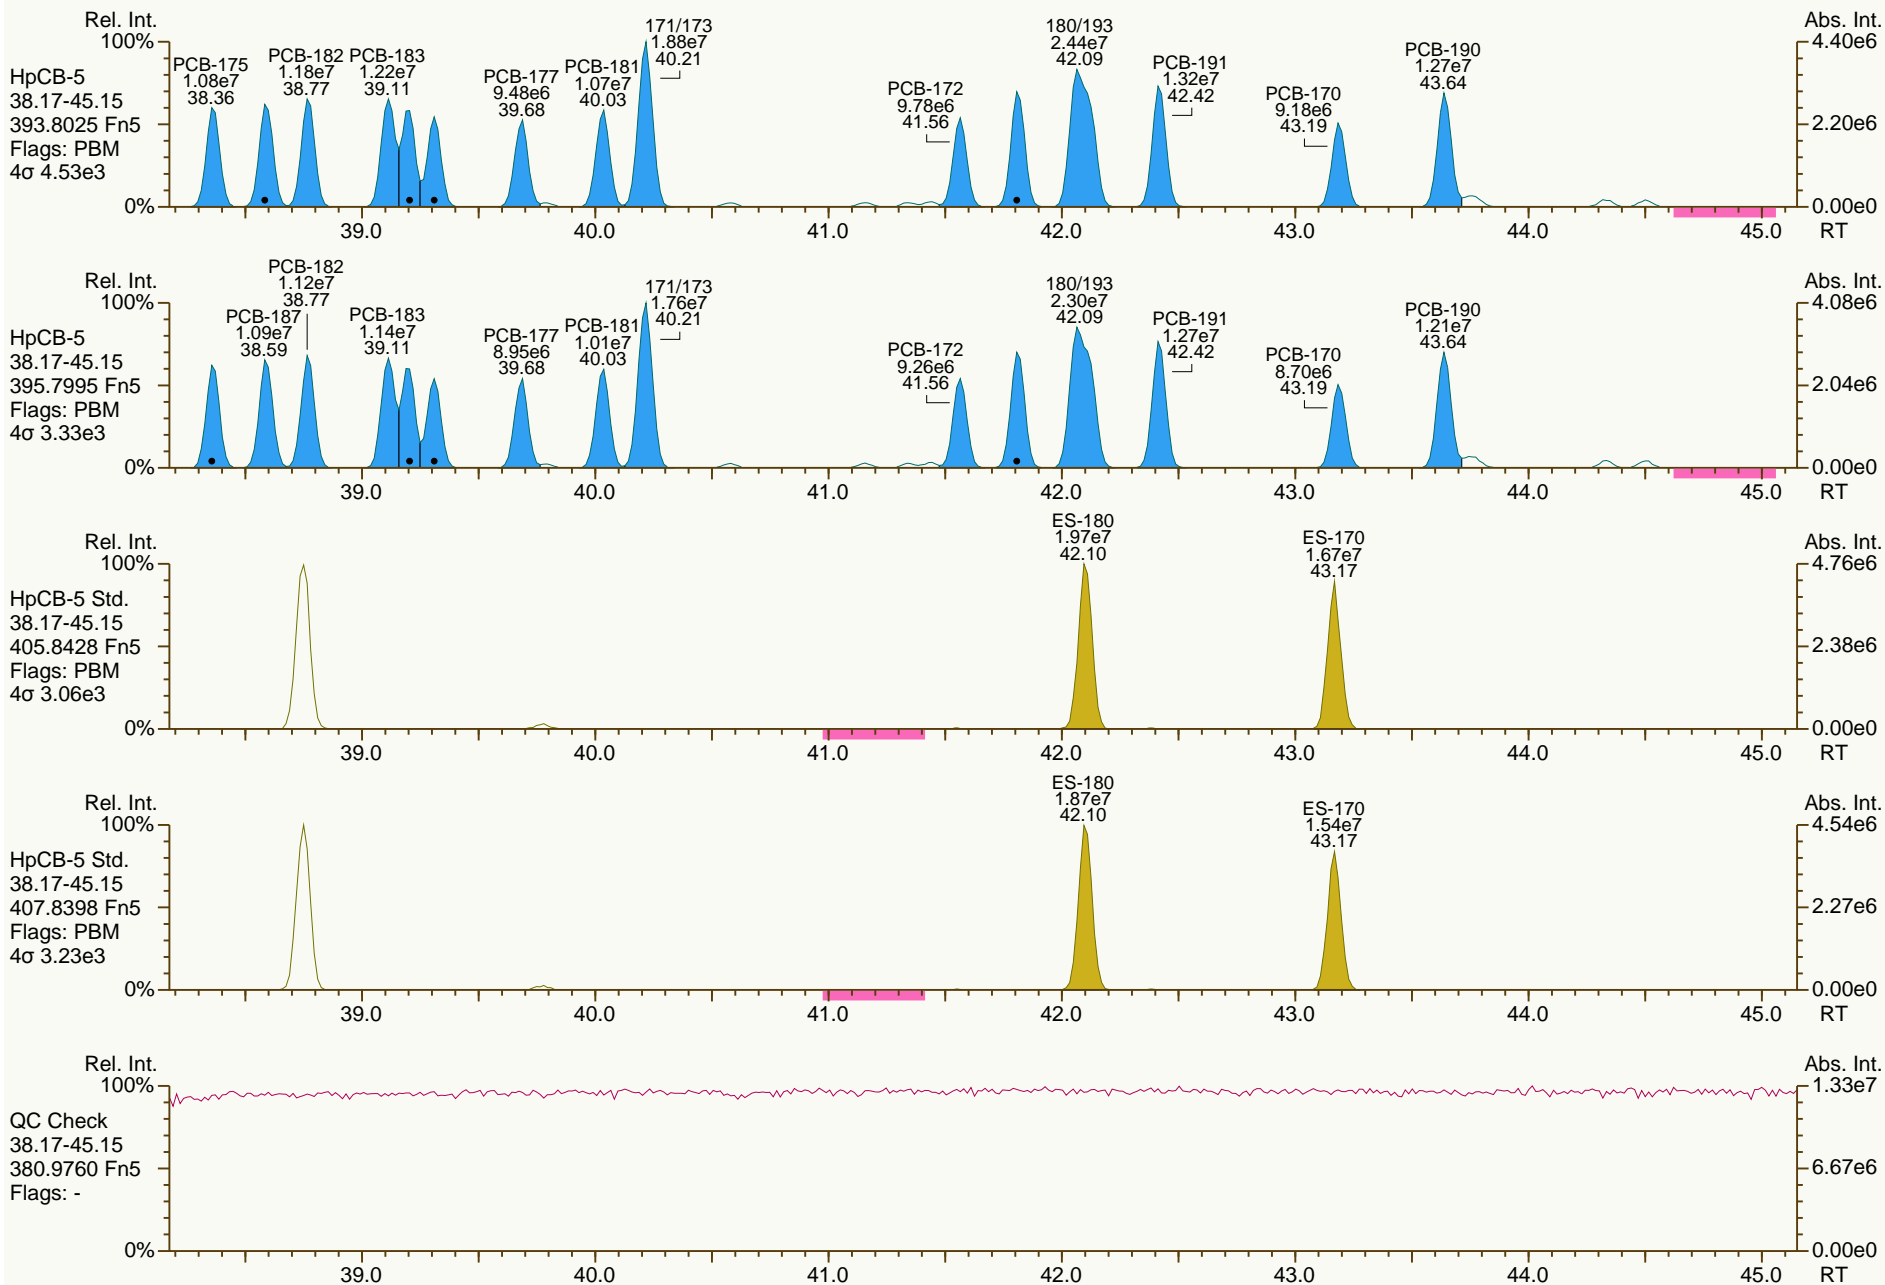 Rel. Int.
Abs. Int.
HpCB-5
38.17-45.15
393.8025 Fn5
Flags: PBM
4σ 4.53e3
100%
50%
0%
PCB-175
1.08e7
38.36
PCB-182
1.18e7
38.77
PCB-183
1.22e7
39.11
PCB-177
9.48e6
39.68
PCB-181
1.07e7
40.03
171/173
1.88e7
40.21
PCB-172
9.78e6
41.56
180/193
2.44e7
42.09
PCB-191
1.32e7
42.42
PCB-170
9.18e6
43.19
PCB-190
1.27e7
43.64
4.40e6
2.20e6
0.00e0
39.0 40.0 41.0 42.0 43.0 44.0 45.0 RT
Rel. Int.
Abs. Int.
HpCB-5
38.17-45.15
395.7995 Fn5
Flags: PBM
4σ 3.33e3
100%
50%
0%
PCB-187
1.09e7
38.59
PCB-182
1.12e7
38.77
PCB-183
1.14e7
39.11
PCB-177
8.95e6
39.68
PCB-181
1.01e7
40.03
171/173
1.76e7
40.21
PCB-172
9.26e6
41.56
180/193
2.30e7
42.09
PCB-191
1.27e7
42.42
PCB-170
8.70e6
43.19
PCB-190
1.21e7
43.64
4.08e6
2.04e6
0.00e0
39.0 40.0 41.0 42.0 43.0 44.0 45.0 RT
Rel. Int.
Abs. Int.
HpCB-5 Std.
38.17-45.15
405.8428 Fn5
Flags: PBM
4σ 3.06e3
100%
50%
0%
ES-180
1.97e7
42.10
ES-170
1.67e7
43.17
4.76e6
2.38e6
0.00e0
39.0 40.0 41.0 42.0 43.0 44.0 45.0 RT
Rel. Int.
Abs. Int.
HpCB-5 Std.
38.17-45.15
407.8398 Fn5
Flags: PBM
4σ 3.23e3
100%
50%
0%
ES-180
1.87e7
42.10
ES-170
1.54e7
43.17
4.54e6
2.27e6
0.00e0
39.0 40.0 41.0 42.0 43.0 44.0 45.0 RT
Rel. Int.
Abs. Int.
QC Check
38.17-45.15
380.9760 Fn5
Flags: -
100%
50%
0%
1.33e7
6.67e6
0.00e0
39.0 40.0 41.0 42.0 43.0 44.0 45.0 RT